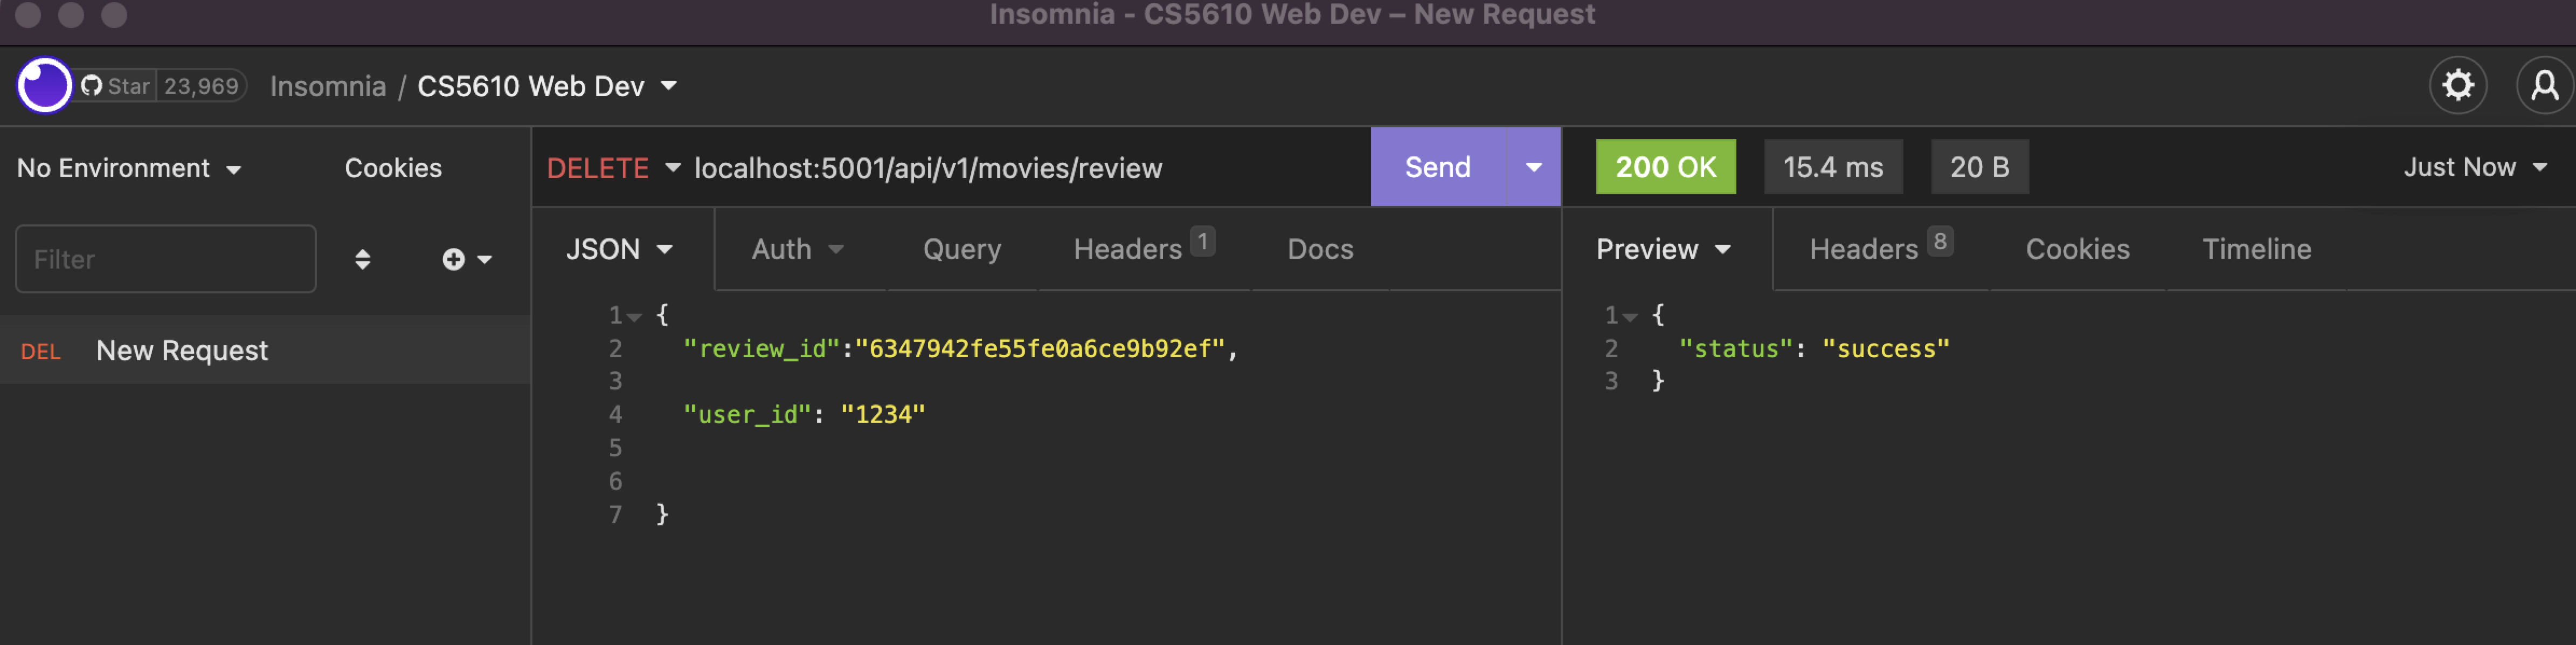 Insomnia - CS5610 Web Dev – New Request
Star 23,969 Insomnia / CS5610 Web Dev
No Environment Cookies
DELETE localhost:5001/api/v1/movies/review Send
200 OK 15.4 ms 20 B Just Now
Filter
DEL New Request
JSON Auth Query Headers 1 Docs
1 {
2 "review_id":"6347942fe55fe0a6ce9b92ef",
3
4 "user_id": "1234"
5
6
7 }
Preview Headers 8 Cookies Timeline
1 {
2 "status": "success"
3 }